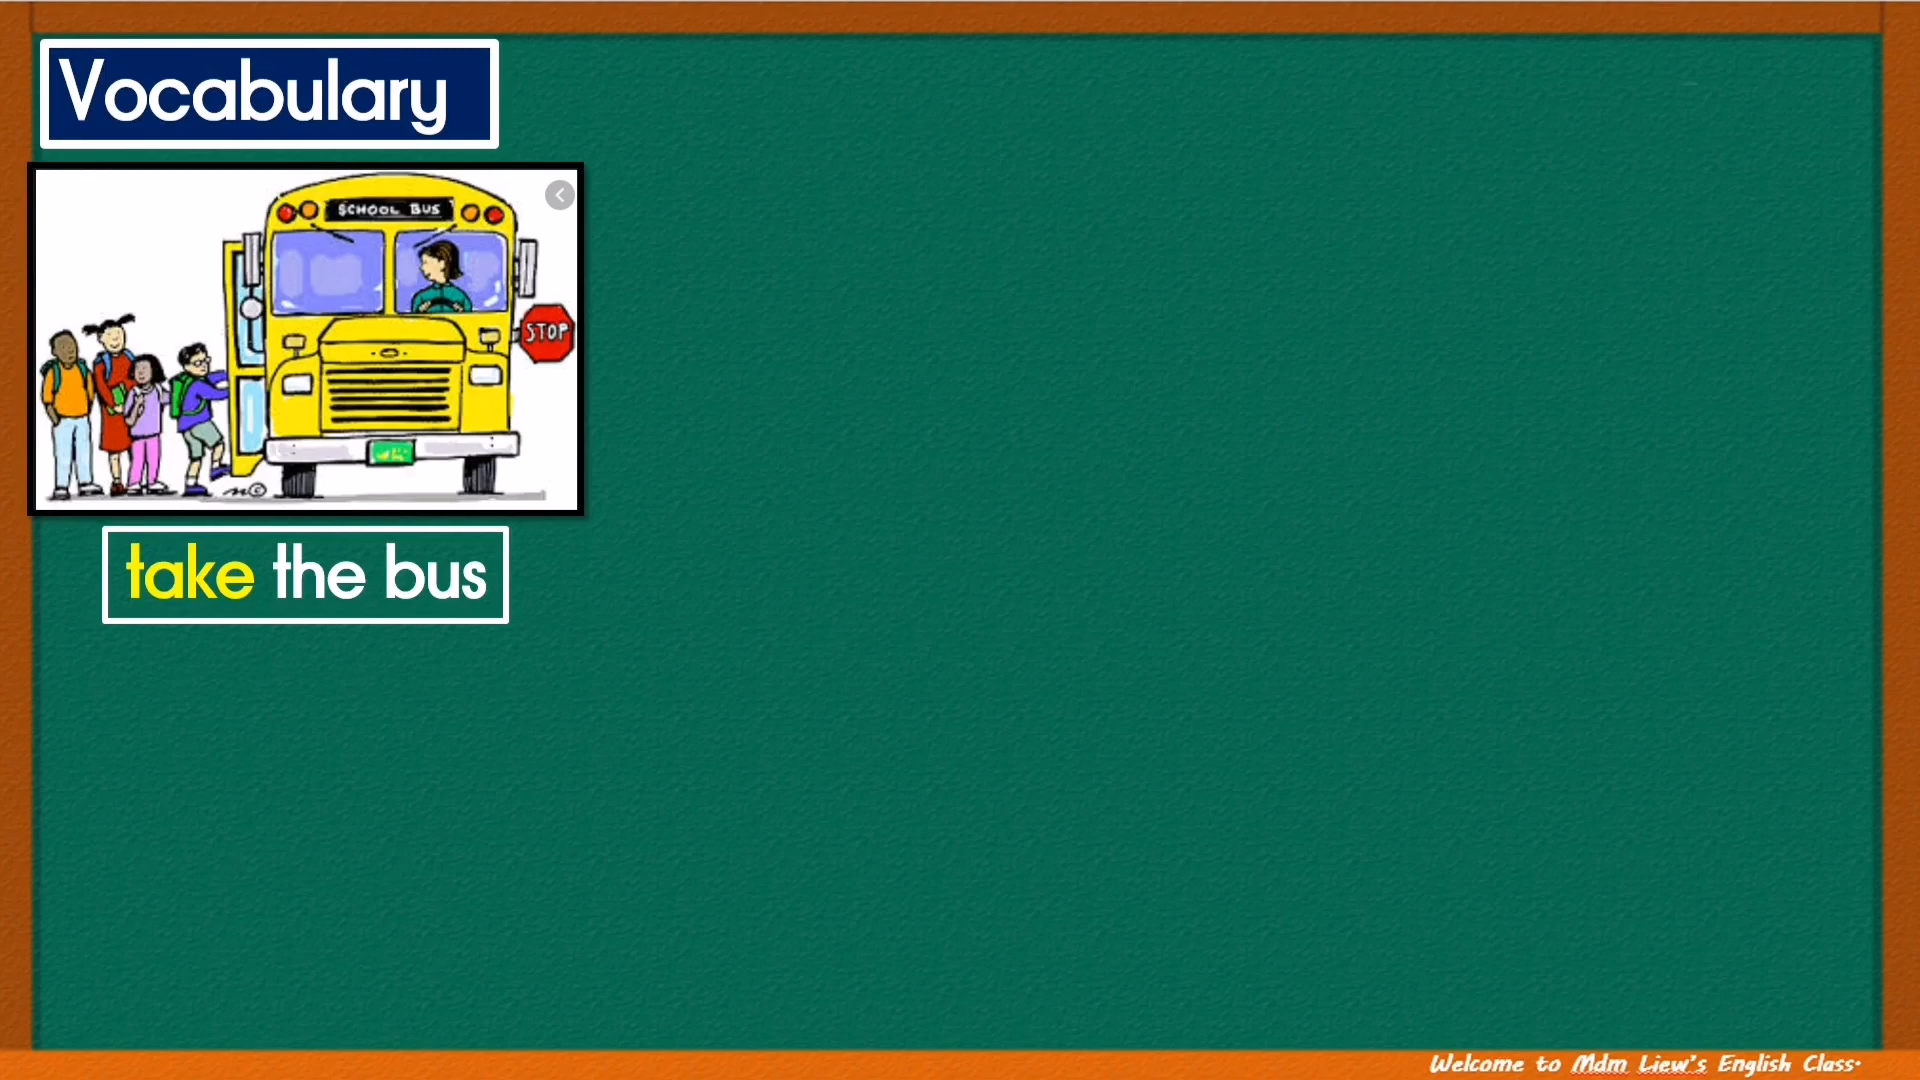 Vocabulary
SCHOOL BUS
STOP
take the bus
Welcome to Mdm Liew's English Class.